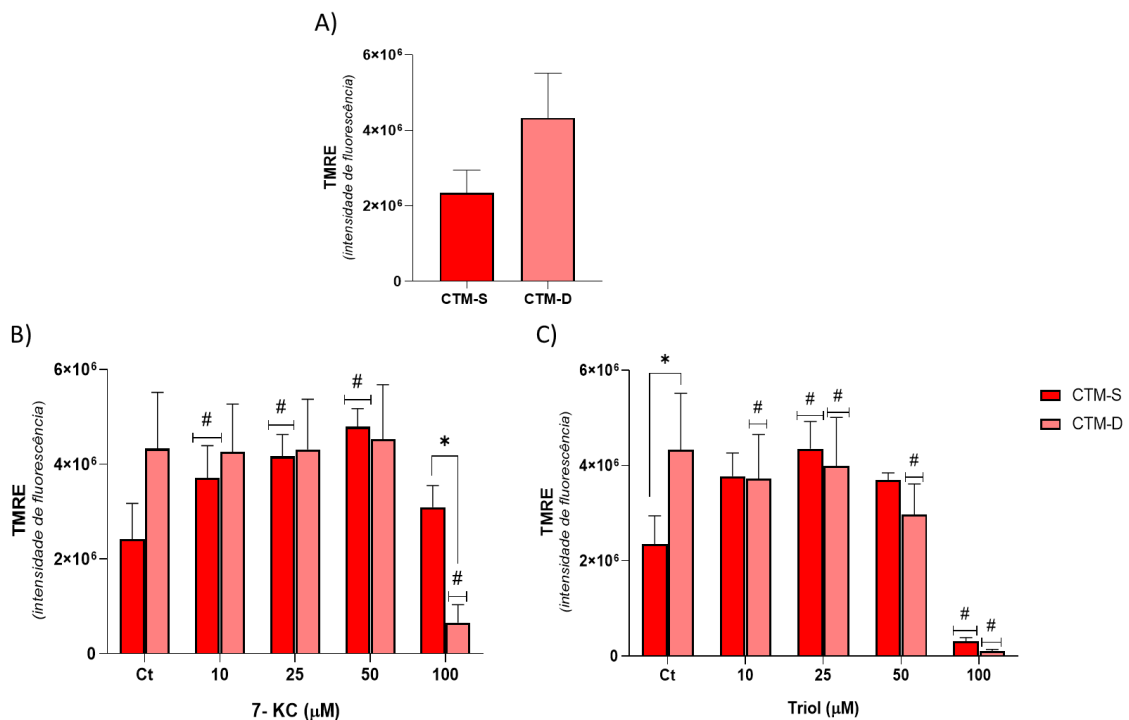 A)
TMRE
(intensidade de fluorescência)
6×10⁶
4×10⁶
2×10⁶
0
CTM-S CTM-D
B)
TMRE
(intensidade de fluorescência)
6×10⁶
4×10⁶
2×10⁶
0
# # # * #
Ct 10 25 50 100
7- KC (µM)
C)
TMRE
(intensidade de fluorescência)
6×10⁶
4×10⁶
2×10⁶
0
* # # # # # #
Ct 10 25 50 100
Triol (µM)
CTM-S
CTM-D